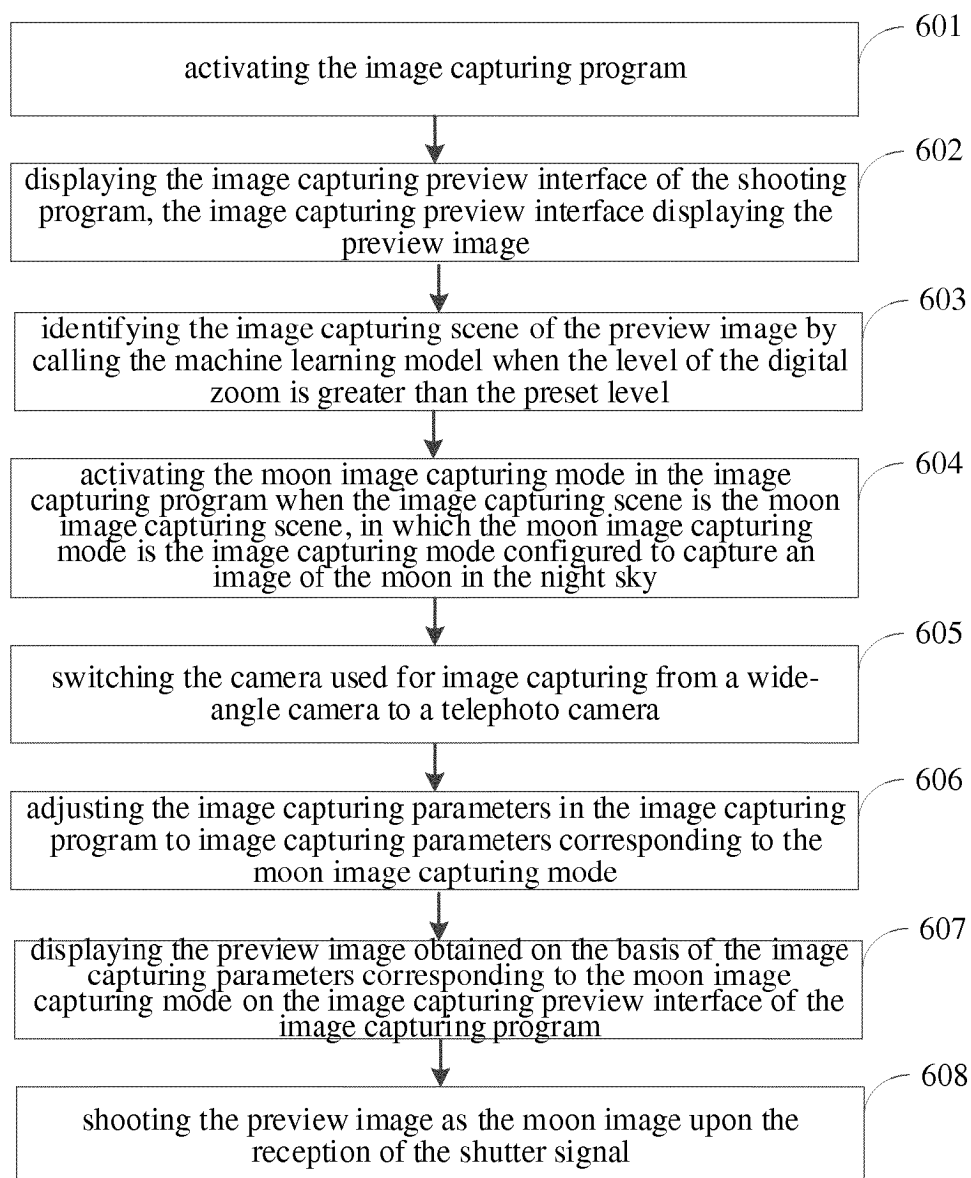 601
activating the image capturing program
602
displaying the image capturing preview interface of the shooting
program, the image capturing preview interface displaying the
preview image
603
identifying the image capturing scene of the preview image by
calling the machine learning model when the level of the digital
zoom is greater than the preset level
604
activating the moon image capturing mode in the image
capturing program when the image capturing scene is the moon
image capturing scene, in which the moon image capturing
mode is the image capturing mode configured to capture an
image of the moon in the night sky
605
switching the camera used for image capturing from a wide-
angle camera to a telephoto camera
606
adjusting the image capturing parameters in the image capturing
program to image capturing parameters corresponding to the
moon image capturing mode
607
displaying the preview image obtained on the basis of the image
capturing parameters corresponding to the moon image
capturing mode on the image capturing preview interface of the
image capturing program
608
shooting the preview image as the moon image upon the
reception of the shutter signal